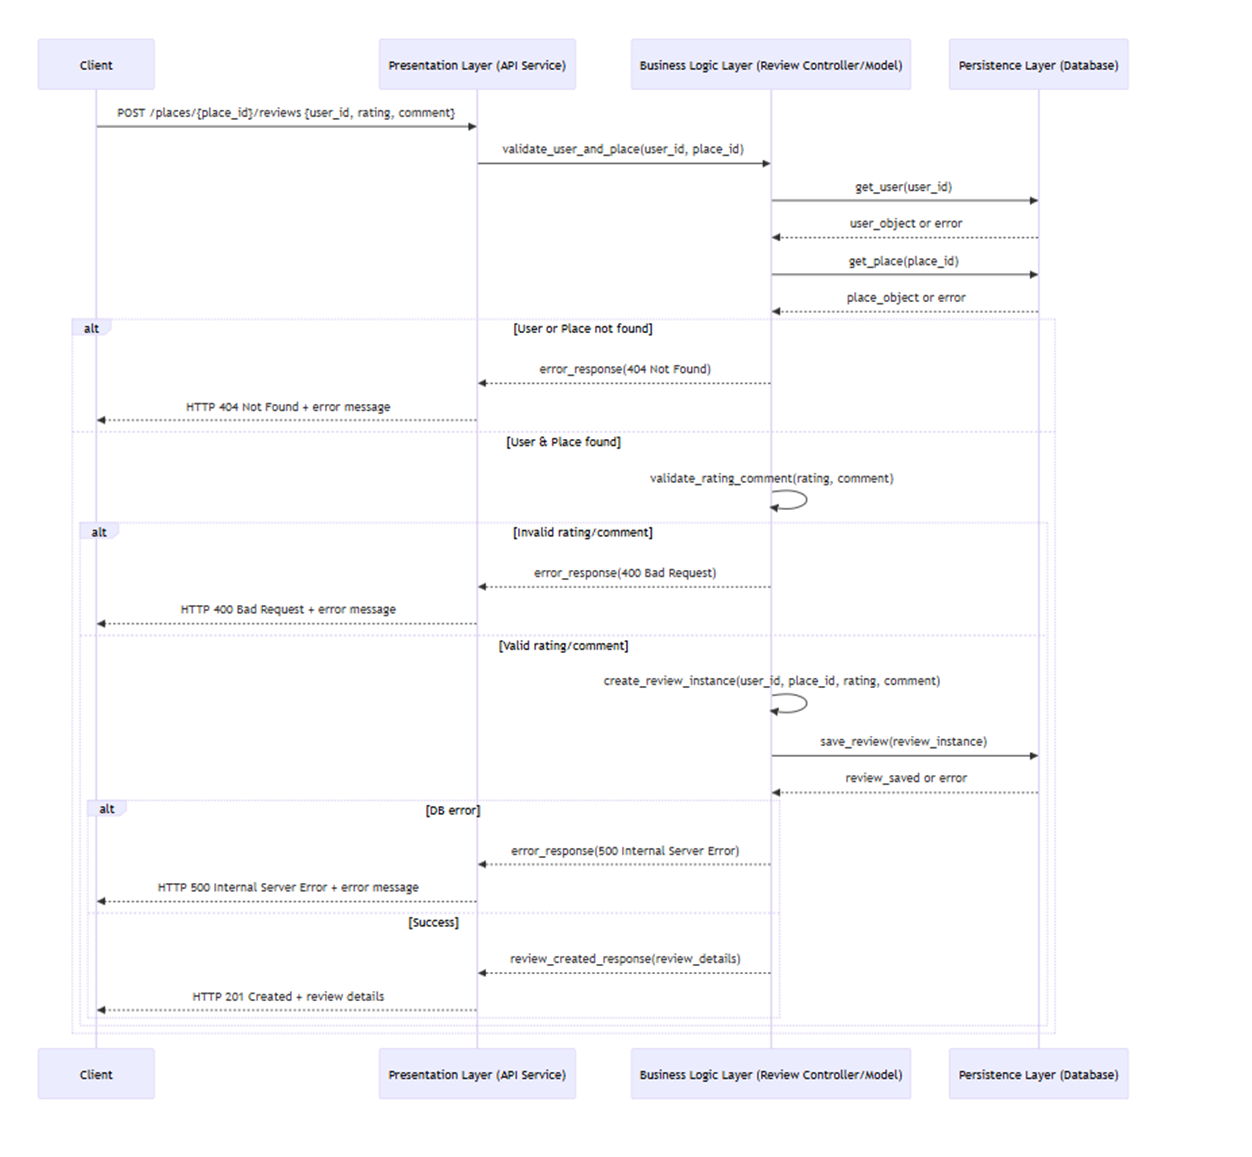 Client
Presentation Layer (API Service)
Business Logic Layer (Review Controller/Model)
Persistence Layer (Database)
POST /places/{place_id}/reviews {user_id, rating, comment}
validate_user_and_place(user_id, place_id)
get_user(user_id)
user_object or error
get_place(place_id)
place_object or error
alt
[User or Place not found]
error_response(404 Not Found)
HTTP 404 Not Found + error message
[User & Place found]
validate_rating_comment(rating, comment)
alt
[Invalid rating/comment]
error_response(400 Bad Request)
HTTP 400 Bad Request + error message
[Valid rating/comment]
create_review_instance(user_id, place_id, rating, comment)
save_review(review_instance)
review_saved or error
alt
[DB error]
error_response(500 Internal Server Error)
HTTP 500 Internal Server Error + error message
[Success]
review_created_response(review_details)
HTTP 201 Created + review details
Client
Presentation Layer (API Service)
Business Logic Layer (Review Controller/Model)
Persistence Layer (Database)